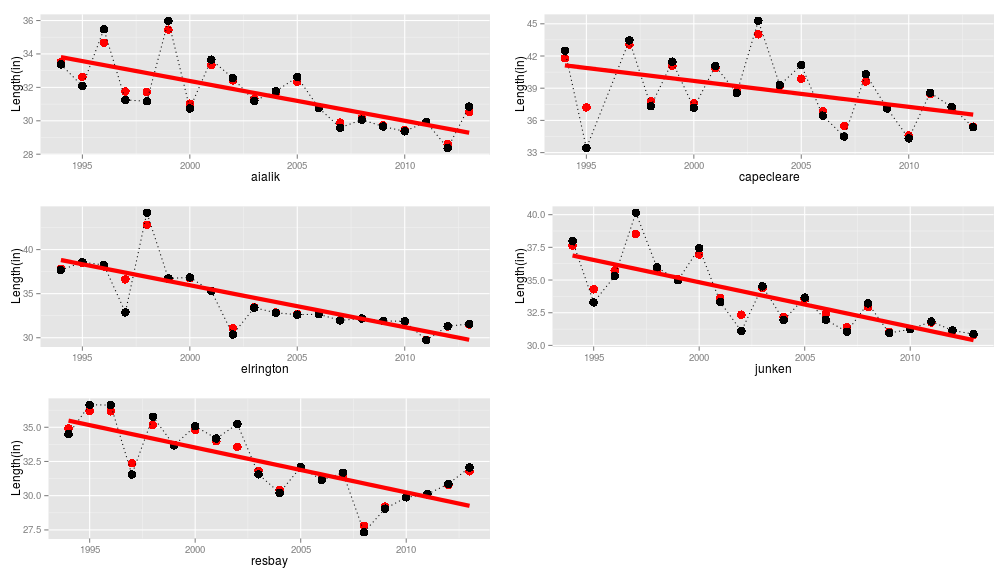 36
34
32
30
28
Length(in)
1995 2000 2005 2010
aialik
45
42
39
36
33
Length(in)
1995 2000 2005 2010
capecleare
40
35
30
Length(in)
1995 2000 2005 2010
elrington
40.0
37.5
35.0
32.5
30.0
Length(in)
1995 2000 2005 2010
junken
35.0
32.5
30.0
27.5
Length(in)
1995 2000 2005 2010
resbay